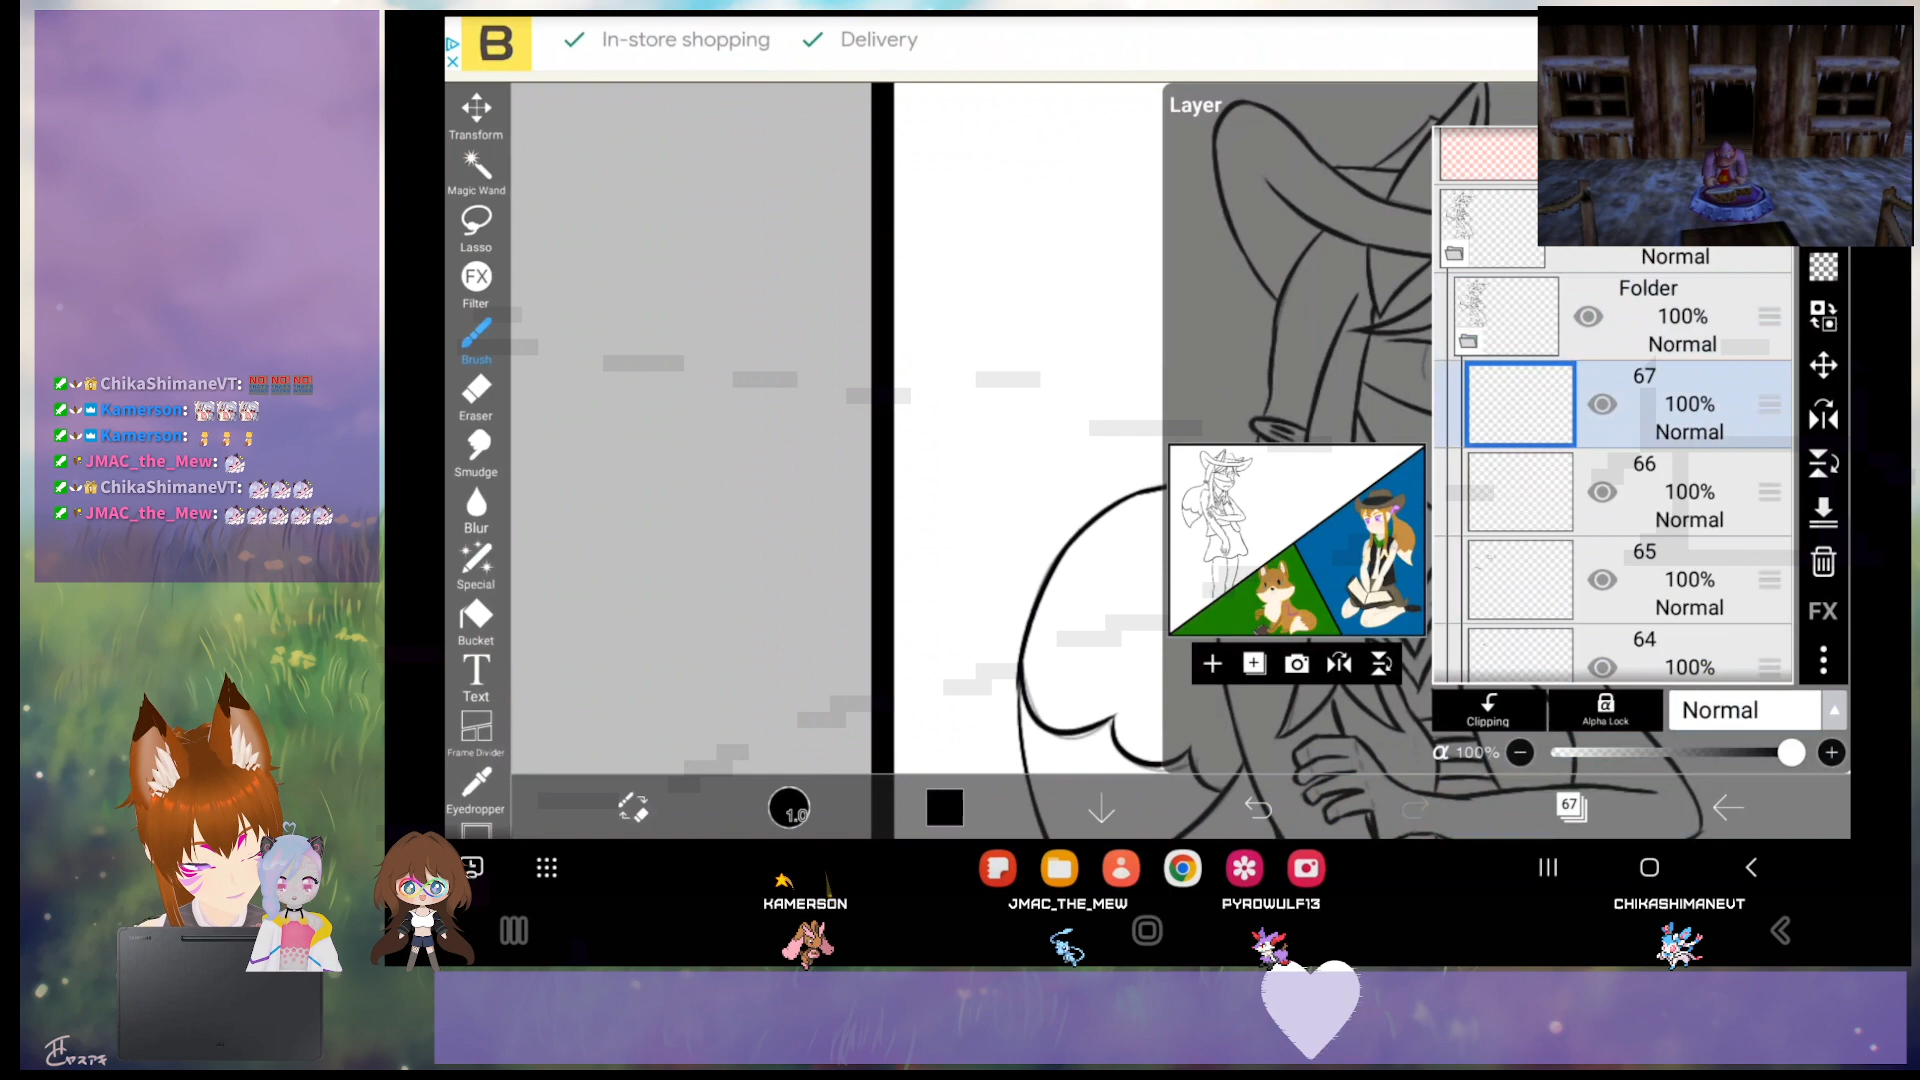 B
In-store shopping
Delivery
Layer
Transform
Magic Wand
Lasso
FX
Filter
Brush
Eraser
Smudge
Blur
Special
Bucket
T
Text
Frame Divider
Eyedropper
Normal
Folder
100%
Normal
67
100%
Normal
66
100%
Normal
65
100%
Normal
64
100%
FX
Clipping
α
Alpha Lock
Normal
α 100%
1.0
67
ChikaShimaneVT:
Kamerson:
Kamerson:
JMAC_the_Mew:
ChikaShimaneVT:
JMAC_the_Mew:
KAMERSON
JMAC_THE_MEW
PYROWULF13
CHIKASHIMANEVT